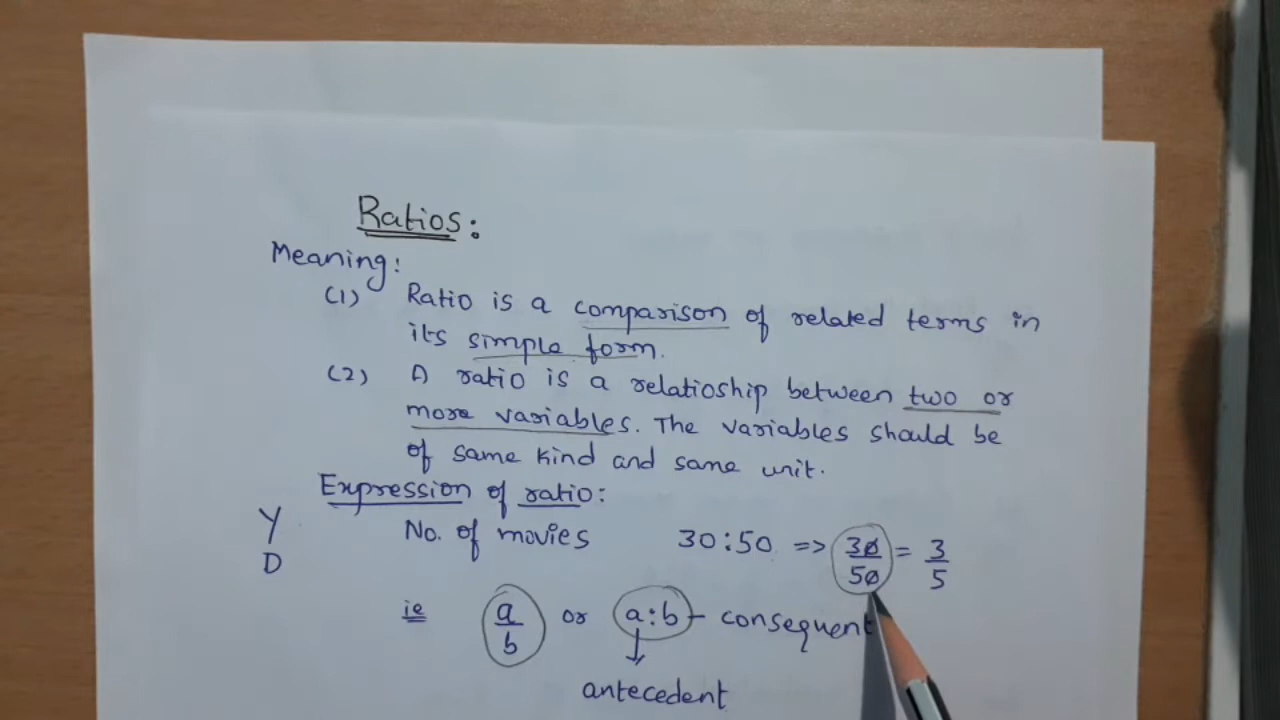 Ratios:
Meaning:
(1) Ratio is a comparison of related terms in
its simple form.
(2) A ratio is a relatioship between two or
more variables. The variables should be
of same kind and same unit.
Expression of ratio:
Y
No. of movies 30:50 => 30/50 = 3/5
D
ie a/b or a:b - consequent
antecedent